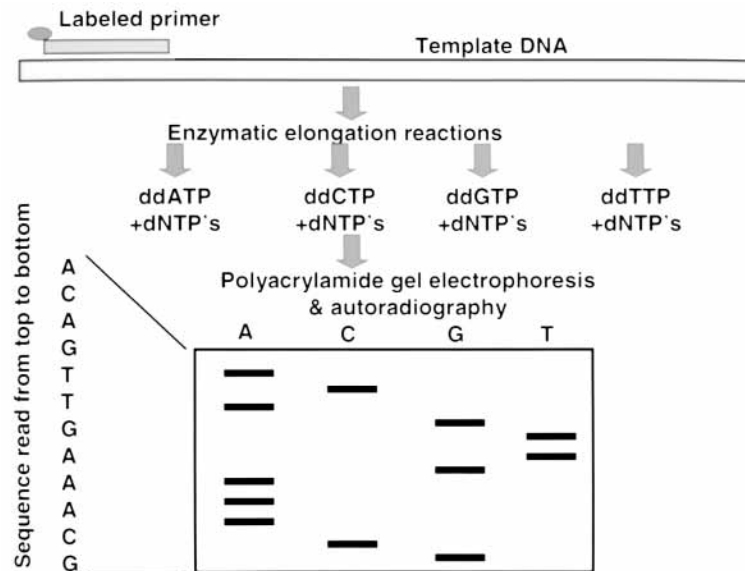 Labeled primer
Template DNA
Enzymatic elongation reactions
ddATP
+dNTP's
ddCTP
+dNTP's
ddGTP
+dNTP's
ddTTP
+dNTP's
Polyacrylamide gel electrophoresis
& autoradiography
A C G T
Sequence read from top to bottom
A
C
A
G
T
T
G
A
A
A
C
G